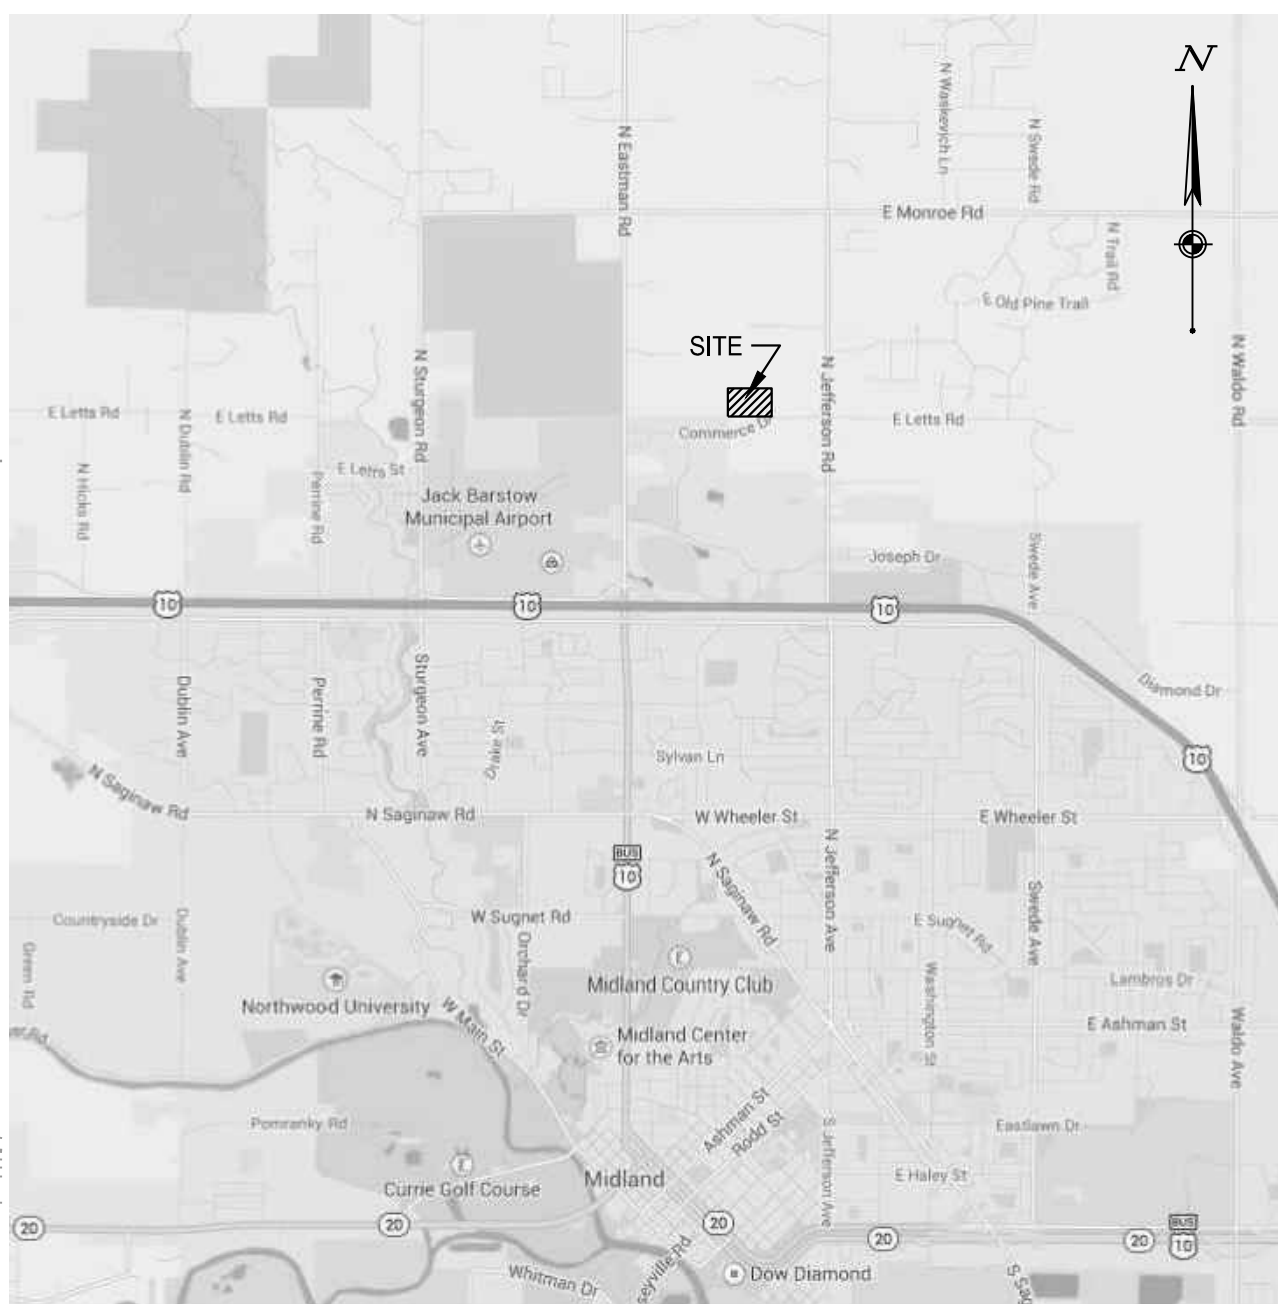 N
N Waskevich Ln
N Swede Rd
N Eastman Rd
E Monroe Rd
N Trail Rd
E Old Pine Trail
SITE
N Sturgeon Rd
N Jefferson Rd
N Waldo Rd
E Letts Rd
N Dublin Rd
E Letts Rd
Commerce Dr
E Letts Rd
N Hicks Rd
Perrine Rd
E Letts St
Jack Barstow
Municipal Airport
Joseph Dr
Swede Ave
10
10
10
Dublin Ave
Perrine Rd
Sturgeon Ave
Diamond Dr
Sylvan Ln
10
N Saginaw Rd
N Saginaw Rd
W Wheeler St
E Wheeler St
BUS
10
N Saginaw Rd
N Jefferson Ave
Swede Ave
Countryside Dr
Dublin Ave
W Sugnet Rd
E Sugnet Rd
Green Rd
Orchard Dr
Washington St
Midland Country Club
Lambros Dr
Northwood University
W Main St
Midland Center
for the Arts
E Ashman St
Waldo Ave
Pomranky Rd
Ashman St
Rodd St
S Jefferson Ave
Eastlawn Dr
Midland
E Haley St
Currie Golf Course
20
20
20
20
20
BUS
10
Whitman Dr
Dow Diamond